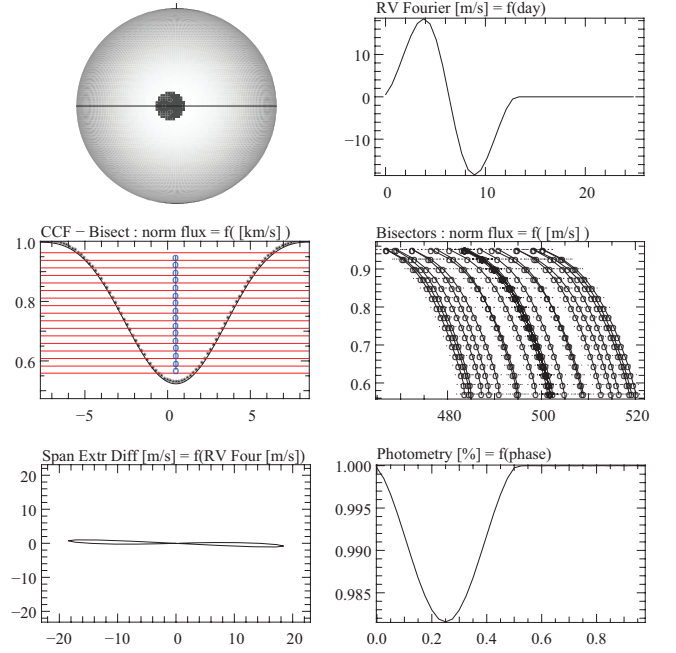 RV Fourier [m/s] = f(day)
10
0
−10
0 10 20
CCF − Bisect : norm flux = f( [km/s] )
1.0
0.8
0.6
−5 0 5
Bisectors : norm flux = f( [m/s] )
0.9
0.8
0.7
0.6
480 500 520
Span Extr Diff [m/s] = f(RV Four [m/s])
20
10
0
−10
−20
−20 −10 0 10 20
Photometry [%] = f(phase)
1.000
0.995
0.990
0.985
0.0 0.2 0.4 0.6 0.8